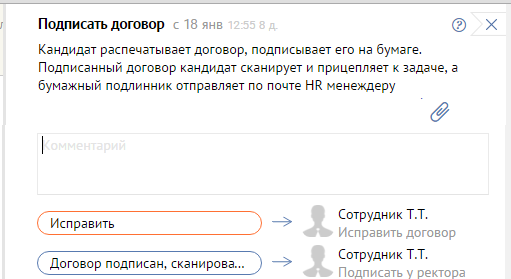 Подписать договор с 18 янв 12:55 8 д.
Кандидат распечатывает договор, подписывает его на бумаге.
Подписанный договор кандидат сканирует и прицепляет к задаче, а
бумажный подлинник отправляет по почте HR менеждеру
Комментарий
Исправить
Сотрудник Т.Т.
Исправить договор
Договор подписан, сканирова...
Сотрудник Т.Т.
Подписать у ректора